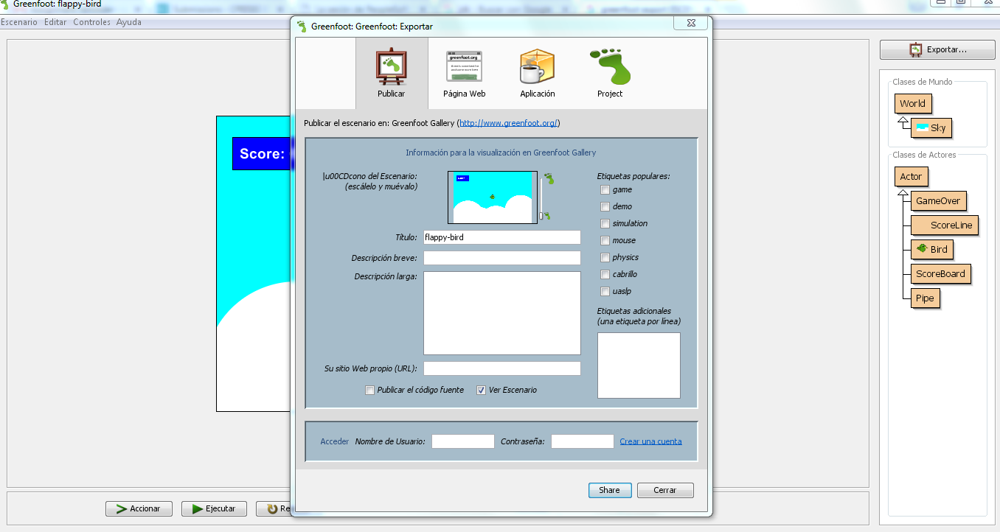 Greenfoot: flappy-bird
Escenario Editar Controles Ayuda
Greenfoot: Greenfoot: Exportar
Exportar...
greenfoot.org
Publicar
Página Web
Aplicación
Project
Publicar el escenario en: Greenfoot Gallery (http://www.greenfoot.org/)
Información para la visualización en Greenfoot Gallery
|u00CDcono del Escenario:
(escálelo y muévalo)
Título:
flappy-bird
Descripción breve:
Descripción larga:
Su sitio Web propio (URL):
Publicar el código fuente
Ver Escenario
Etiquetas populares:
game
demo
simulation
mouse
physics
cabrillo
uaslp
Etiquetas adicionales
(una etiqueta por línea)
Acceder Nombre de Usuario: Contraseña: Crear una cuenta
Share
Cerrar
Score:
Accionar
Ejecutar
Re
Clases de Mundo
World
Sky
Clases de Actores
Actor
GameOver
ScoreLine
Bird
ScoreBoard
Pipe